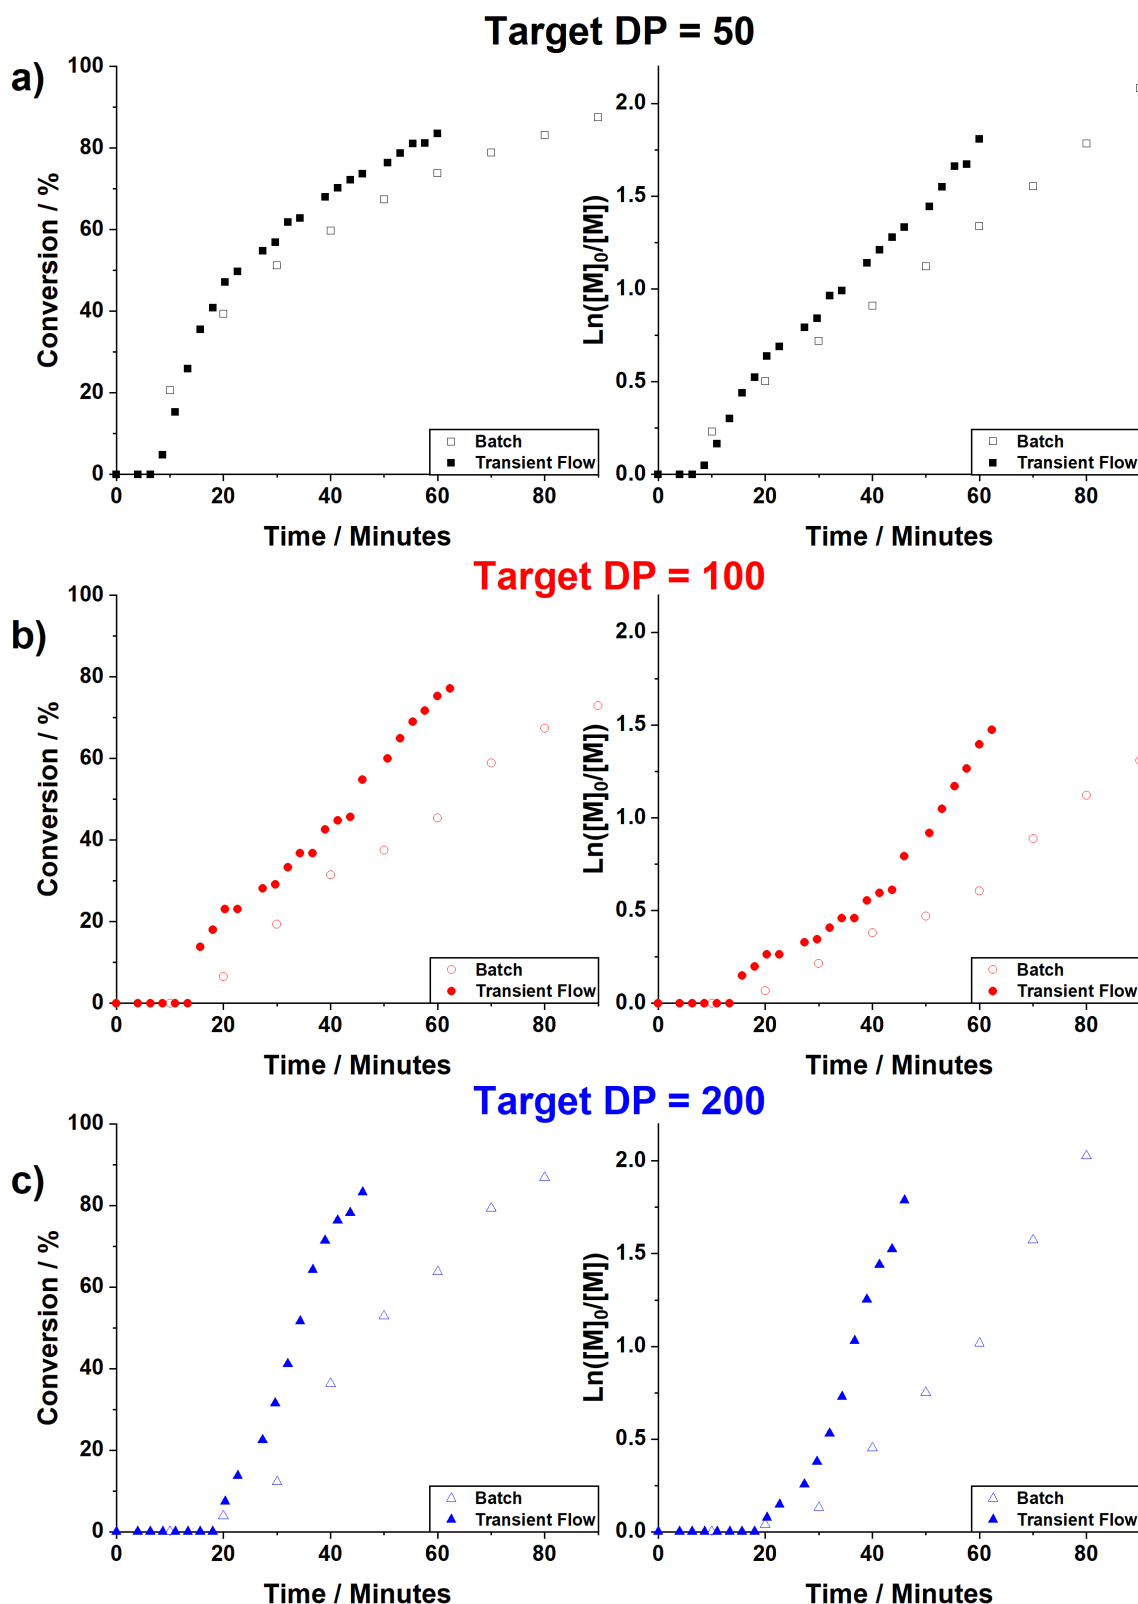 Target DP = 50
a)
100
80
60
40
20
0
Conversion / %
0 20 40 60 80
Time / Minutes
Batch
Transient Flow
2.0
1.5
1.0
0.5
0.0
Ln([M]₀/[M])
0 20 40 60 80
Time / Minutes
Batch
Transient Flow
Target DP = 100
b)
100
80
60
40
20
0
Conversion / %
0 20 40 60 80
Time / Minutes
Batch
Transient Flow
2.0
1.5
1.0
0.5
0.0
Ln([M]₀/[M])
0 20 40 60 80
Time / Minutes
Batch
Transient Flow
Target DP = 200
c)
100
80
60
40
20
0
Conversion / %
0 20 40 60 80
Time / Minutes
Batch
Transient Flow
2.0
1.5
1.0
0.5
0.0
Ln([M]₀/[M])
0 20 40 60 80
Time / Minutes
Batch
Transient Flow